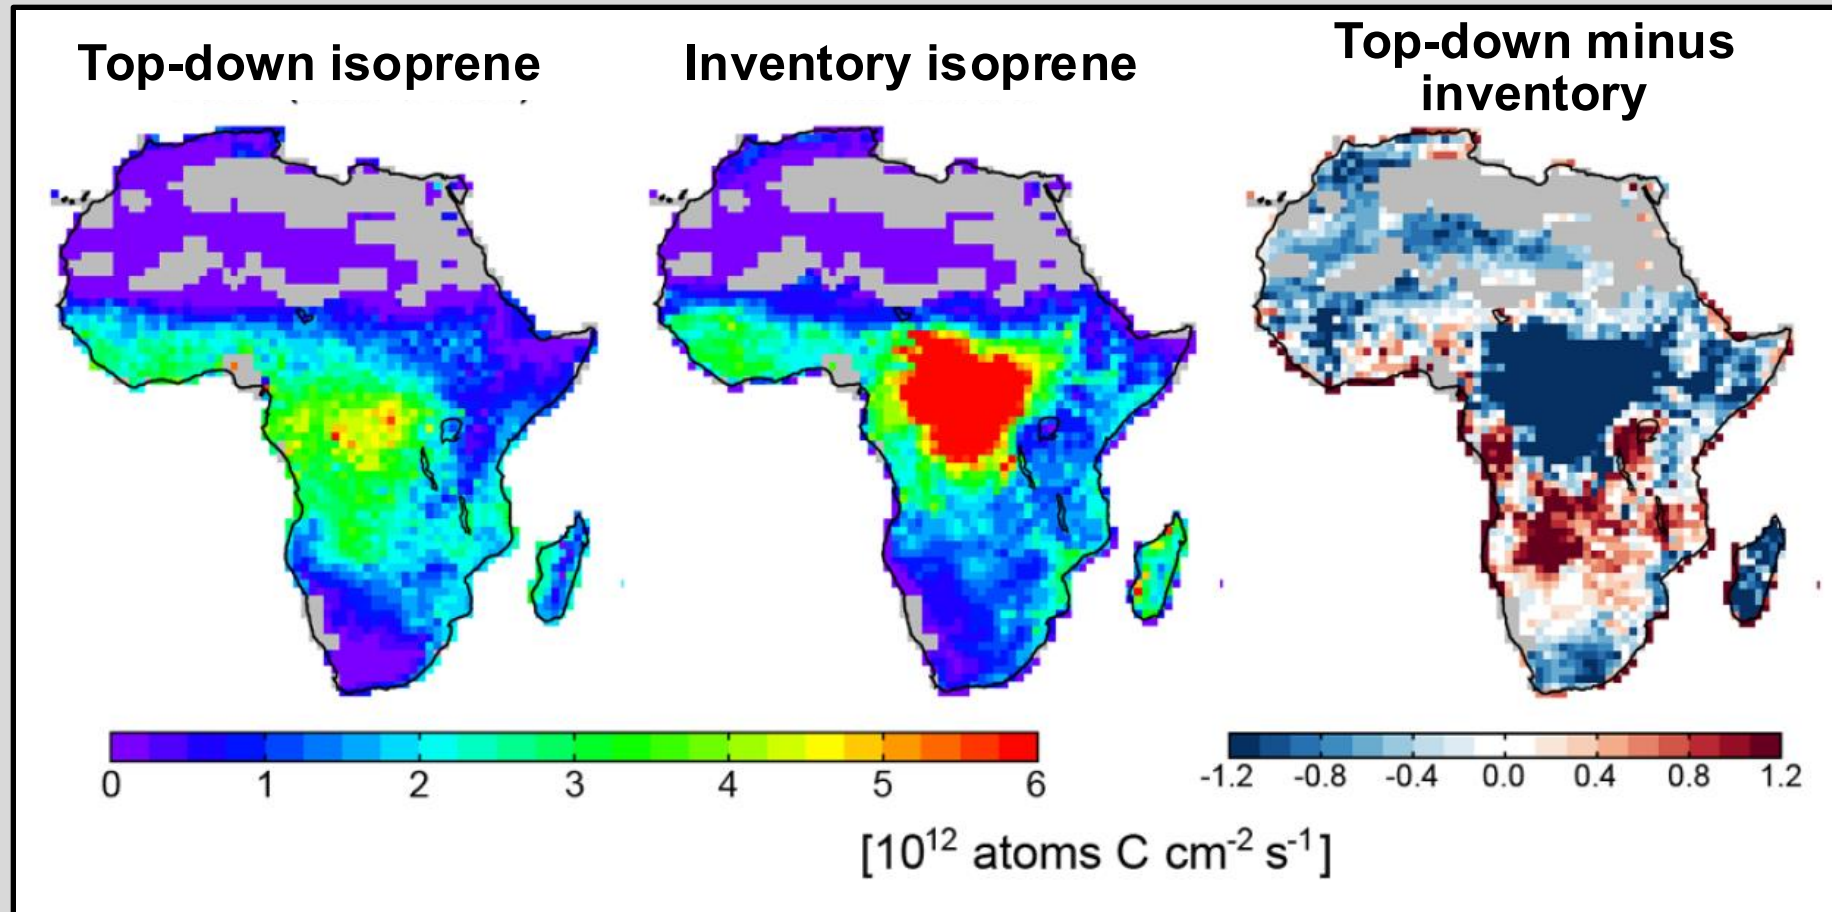 Top-down isoprene
Inventory isoprene
Top-down minus
inventory
0 1 2 3 4 5 6
-1.2 -0.8 -0.4 0.0 0.4 0.8 1.2
[10¹² atoms C cm⁻² s⁻¹]